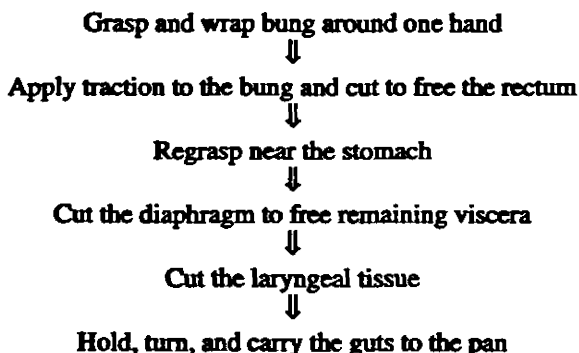 Grasp and wrap bung around one hand
⇓
Apply traction to the bung and cut to free the rectum
⇓
Regrasp near the stomach
⇓
Cut the diaphragm to free remaining viscera
⇓
Cut the laryngeal tissue
⇓
Hold, turn, and carry the guts to the pan